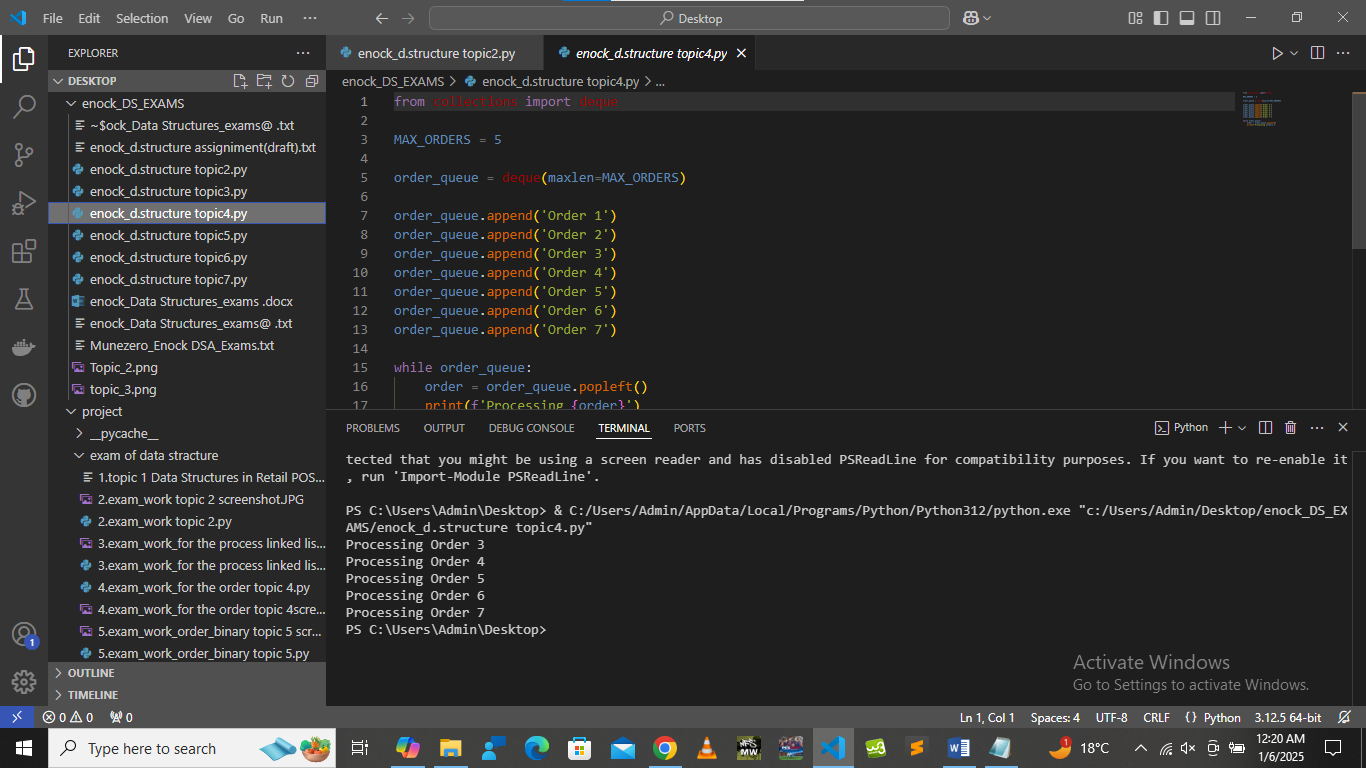 File Edit Selection View Go Run ···
Desktop
EXPLORER
DESKTOP
enock_DS_EXAMS
~$ock_Data Structures_exams@ .txt
enock_d.structure assigniment(draft).txt
enock_d.structure topic2.py
enock_d.structure topic3.py
enock_d.structure topic4.py
enock_d.structure topic5.py
enock_d.structure topic6.py
enock_d.structure topic7.py
enock_Data Structures_exams .docx
enock_Data Structures_exams@ .txt
Munezero_Enock DSA_Exams.txt
Topic_2.png
topic_3.png
project
__pycache__
exam of data stracture
1.topic 1 Data Structures in Retail POS...
2.exam_work topic 2 screenshot.JPG
2.exam_work topic 2.py
3.exam_work_for the process linked lis...
3.exam_work_for the process linked lis...
4.exam_work_for the order topic 4.py
4.exam_work_for the order topic 4scre...
5.exam_work_order_binary topic 5 scr...
5.exam_work_order_binary topic 5.py
OUTLINE
TIMELINE
enock_d.structure topic2.py enock_d.structure topic4.py
enock_DS_EXAMS > enock_d.structure topic4.py > ...
1 from collections import deque
2
3 MAX_ORDERS = 5
4
5 order_queue = deque(maxlen=MAX_ORDERS)
6
7 order_queue.append('Order 1')
8 order_queue.append('Order 2')
9 order_queue.append('Order 3')
10 order_queue.append('Order 4')
11 order_queue.append('Order 5')
12 order_queue.append('Order 6')
13 order_queue.append('Order 7')
14
15 while order_queue:
16 order = order_queue.popleft()
17 print(f'Processing {order}')
PROBLEMS OUTPUT DEBUG CONSOLE TERMINAL PORTS Python
tected that you might be using a screen reader and has disabled PSReadLine for compatibility purposes. If you want to re-enable it
, run 'Import-Module PSReadLine'.
PS C:\Users\Admin\Desktop> & C:/Users/Admin/AppData/Local/Programs/Python/Python312/python.exe "c:/Users/Admin/Desktop/enock_DS_EX
AMS/enock_d.structure topic4.py"
Processing Order 3
Processing Order 4
Processing Order 5
Processing Order 6
Processing Order 7
PS C:\Users\Admin\Desktop>
Activate Windows
Go to Settings to activate Windows.
1
0 0 0 Ln 1, Col 1 Spaces: 4 UTF-8 CRLF {} Python 3.12.5 64-bit
Type here to search 1 18°C 12:20 AM
1/6/2025